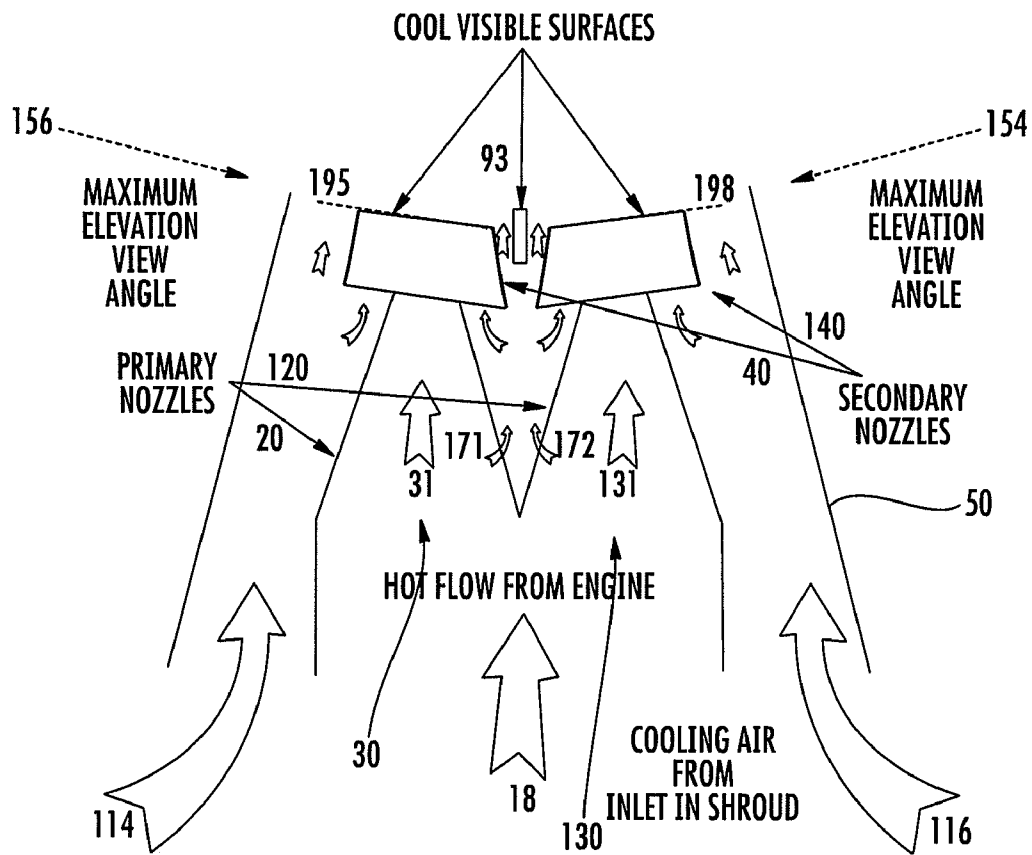 COOL VISIBLE SURFACES
156
154
93
195
198
MAXIMUM
ELEVATION
VIEW
ANGLE
MAXIMUM
ELEVATION
VIEW
ANGLE
140
40
PRIMARY
NOZZLES
120
SECONDARY
NOZZLES
20
171
172
31
131
50
HOT FLOW FROM ENGINE
30
18
130
COOLING AIR
FROM
INLET IN SHROUD
114
116